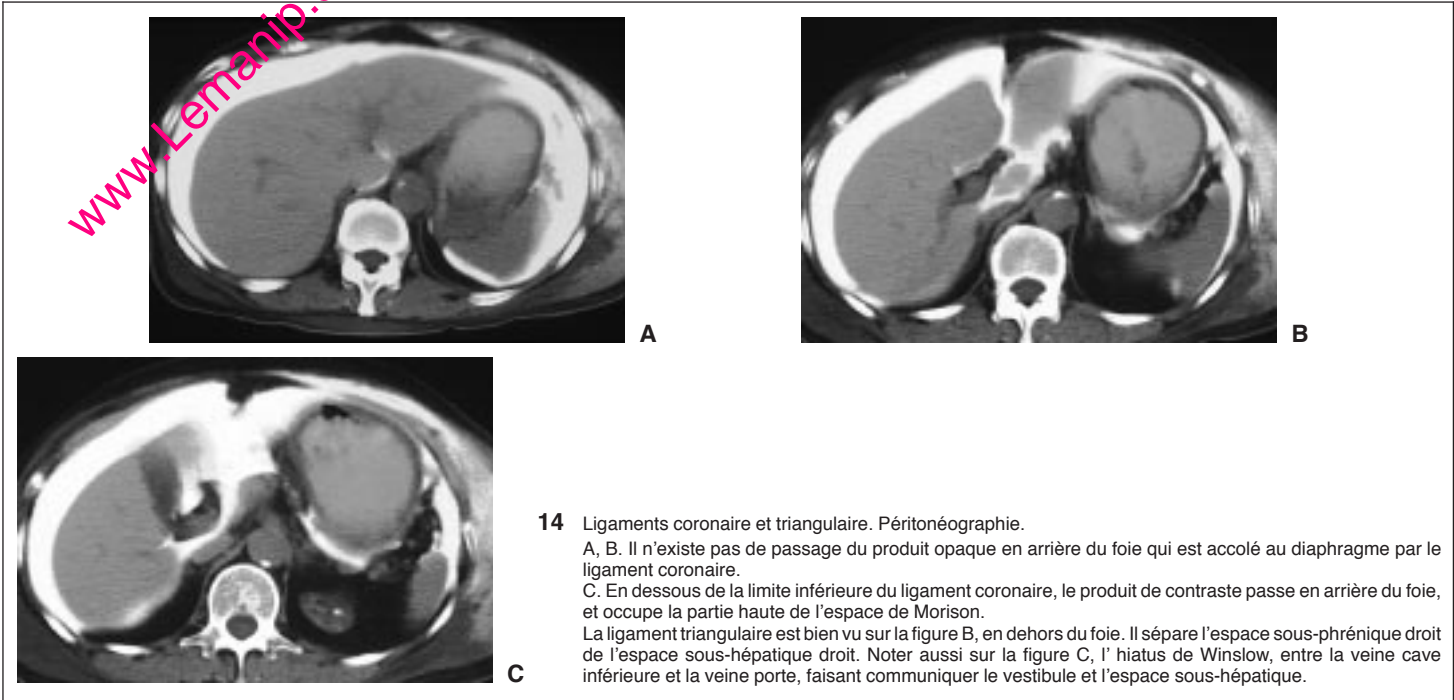 www.Lemanip.
A
B
C
14 Ligaments coronaire et triangulaire. Péritonéographie.
A, B. Il n’existe pas de passage du produit opaque en arrière du foie qui est accolé au diaphragme par le
ligament coronaire.
C. En dessous de la limite inférieure du ligament coronaire, le produit de contraste passe en arrière du foie,
et occupe la partie haute de l’espace de Morison.
La ligament triangulaire est bien vu sur la figure B, en dehors du foie. Il sépare l’espace sous-phrénique droit
de l’espace sous-hépatique droit. Noter aussi sur la figure C, l’ hiatus de Winslow, entre la veine cave
inférieure et la veine porte, faisant communiquer le vestibule et l’espace sous-hépatique.